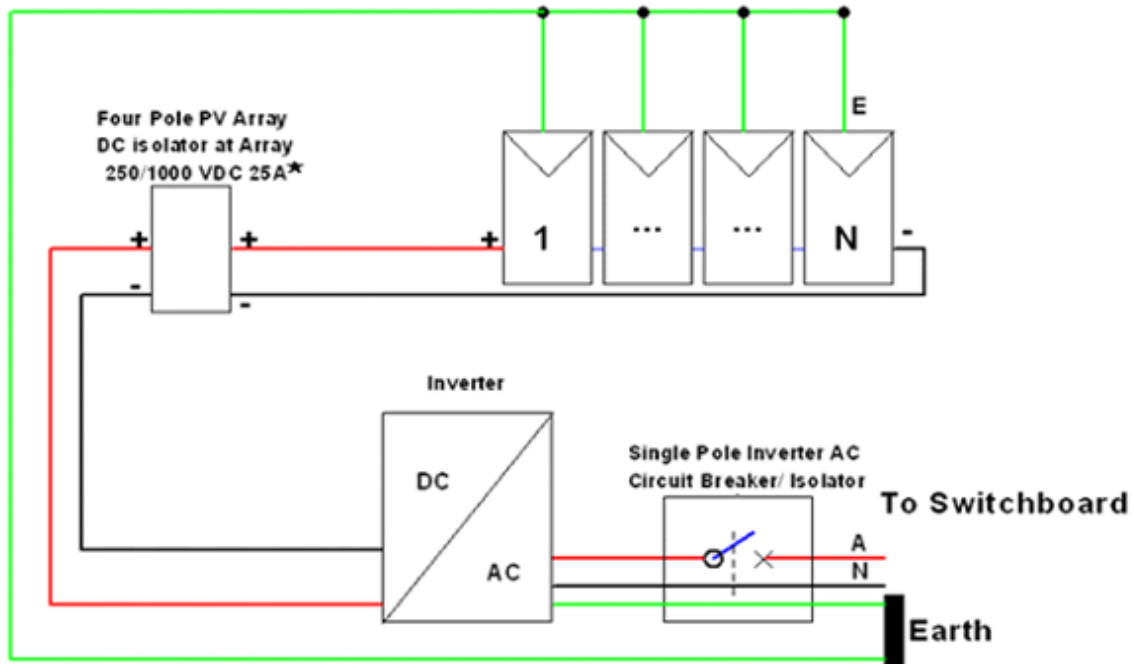 Four Pole PV Array
DC isolator at Array
250/1000 VDC 25A★
E
+
+
+
1
...
...
N
-
-
-
Inverter
DC
AC
Single Pole Inverter AC
Circuit Breaker/ Isolator
To Switchboard
A
N
Earth